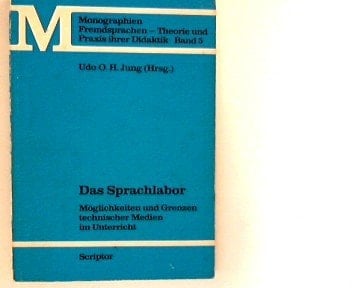 M
Monographien
Fremdsprachen – Theorie und
Praxis ihrer Didaktik Band 5
Udo O. H. Jung (Hrsg.)
Das Sprachlabor
Möglichkeiten und Grenzen
technischer Medien
im Unterricht
Scriptor